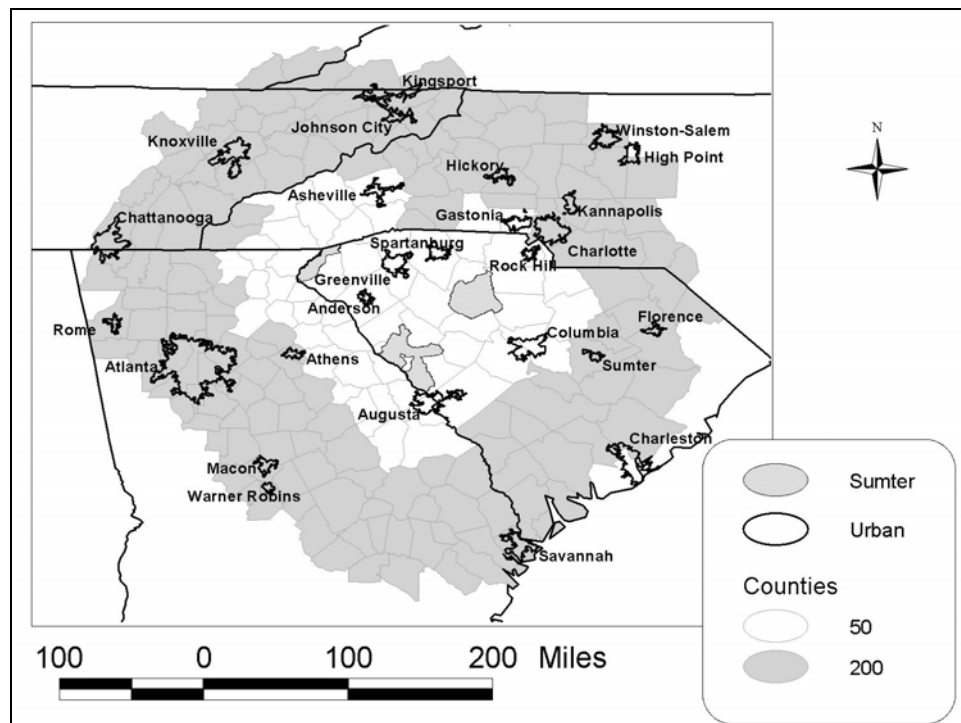 Kingsport
Johnson City
Winston-Salem
Knoxville
High Point
Hickory
Asheville
Chattanooga
Gastonia
Kannapolis
Spartanburg
Charlotte
Rock Hill
Greenville
Anderson
Rome
Florence
Columbia
Athens
Atlanta
Sumter
Augusta
Charleston
Macon
Warner Robins
Savannah
N
Sumter
Urban
Counties
50
200
100 0 100 200 Miles